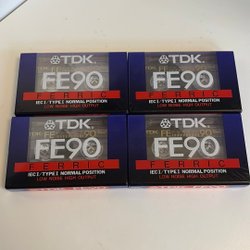 TDK
FE90
FERRIC
IEC I / TYPE I NORMAL POSITION
LOW NOISE HIGH OUTPUT
TDK
FE90
FERRIC
IEC I / TYPE I NORMAL POSITION
LOW NOISE HIGH OUTPUT
TDK
FE90
FERRIC
IEC I / TYPE I NORMAL POSITION
LOW NOISE HIGH OUTPUT
TDK
FE90
FERRIC
IEC I / TYPE I NORMAL POSITION
LOW NOISE HIGH OUTPUT